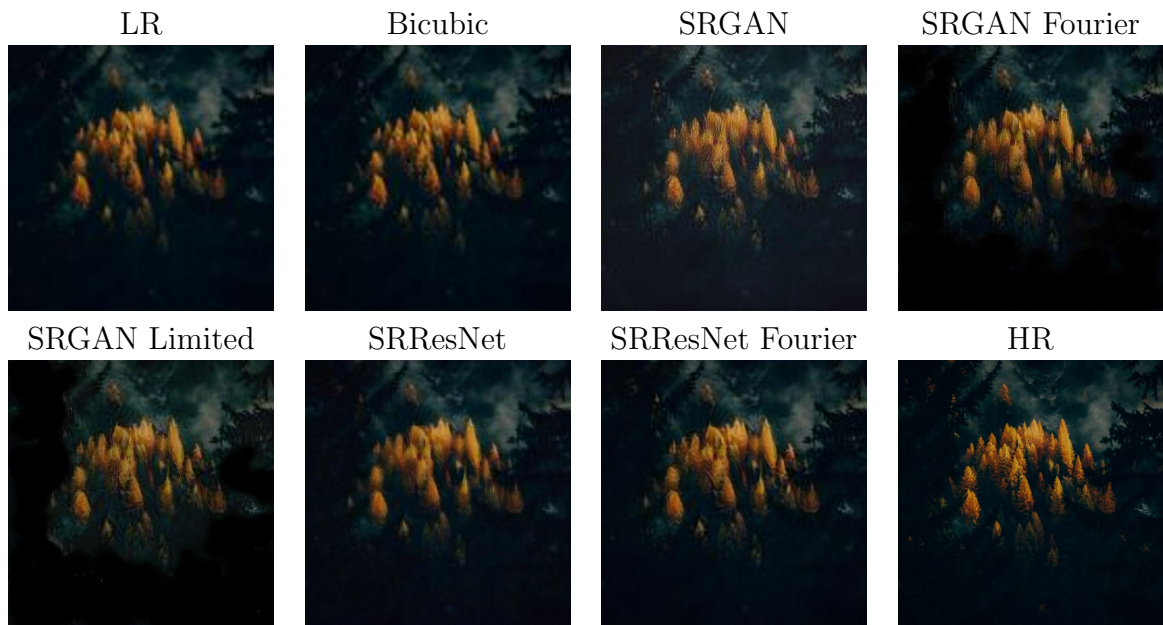 LR
Bicubic
SRGAN
SRGAN Fourier
SRGAN Limited
SRResNet
SRResNet Fourier
HR